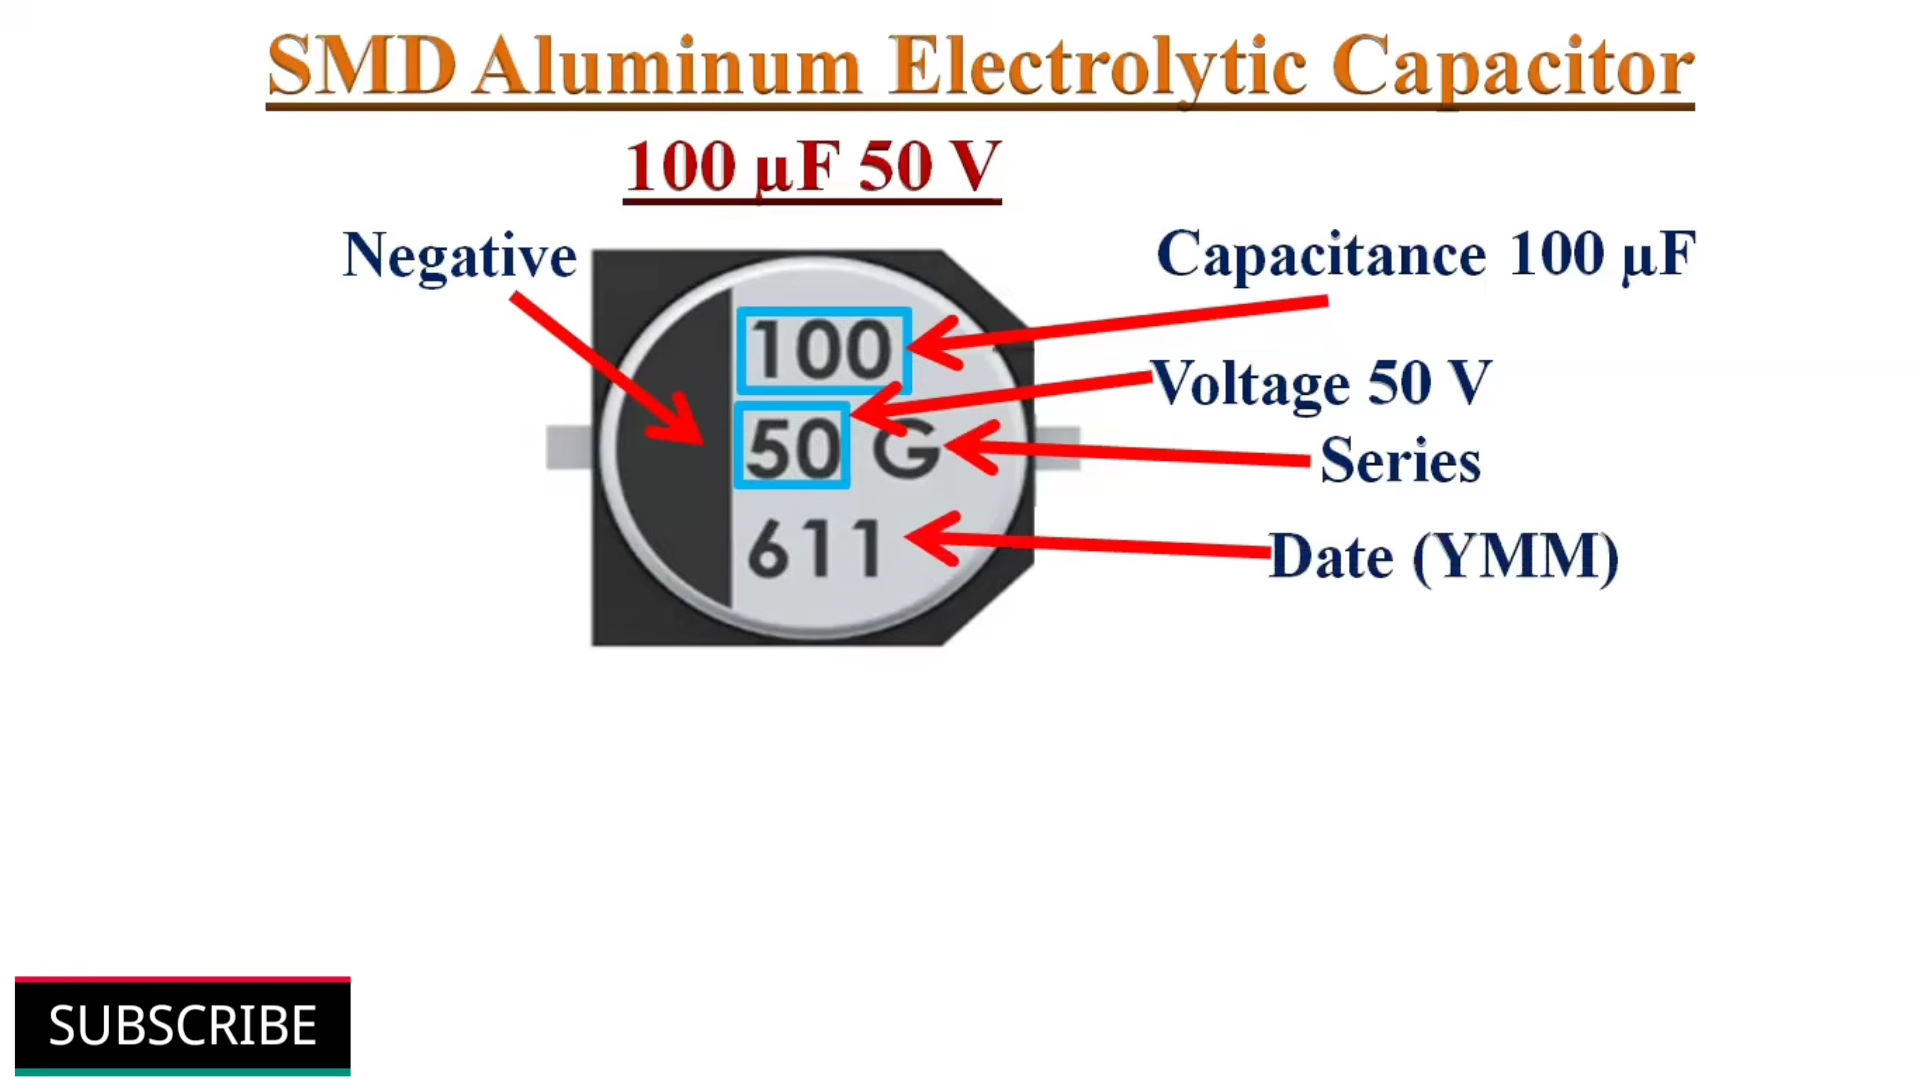 SMD Aluminum Electrolytic Capacitor
100 µF 50 V
Negative
Capacitance 100 µF
100
Voltage 50 V
50 G
Series
611
Date (YMM)
SUBSCRIBE